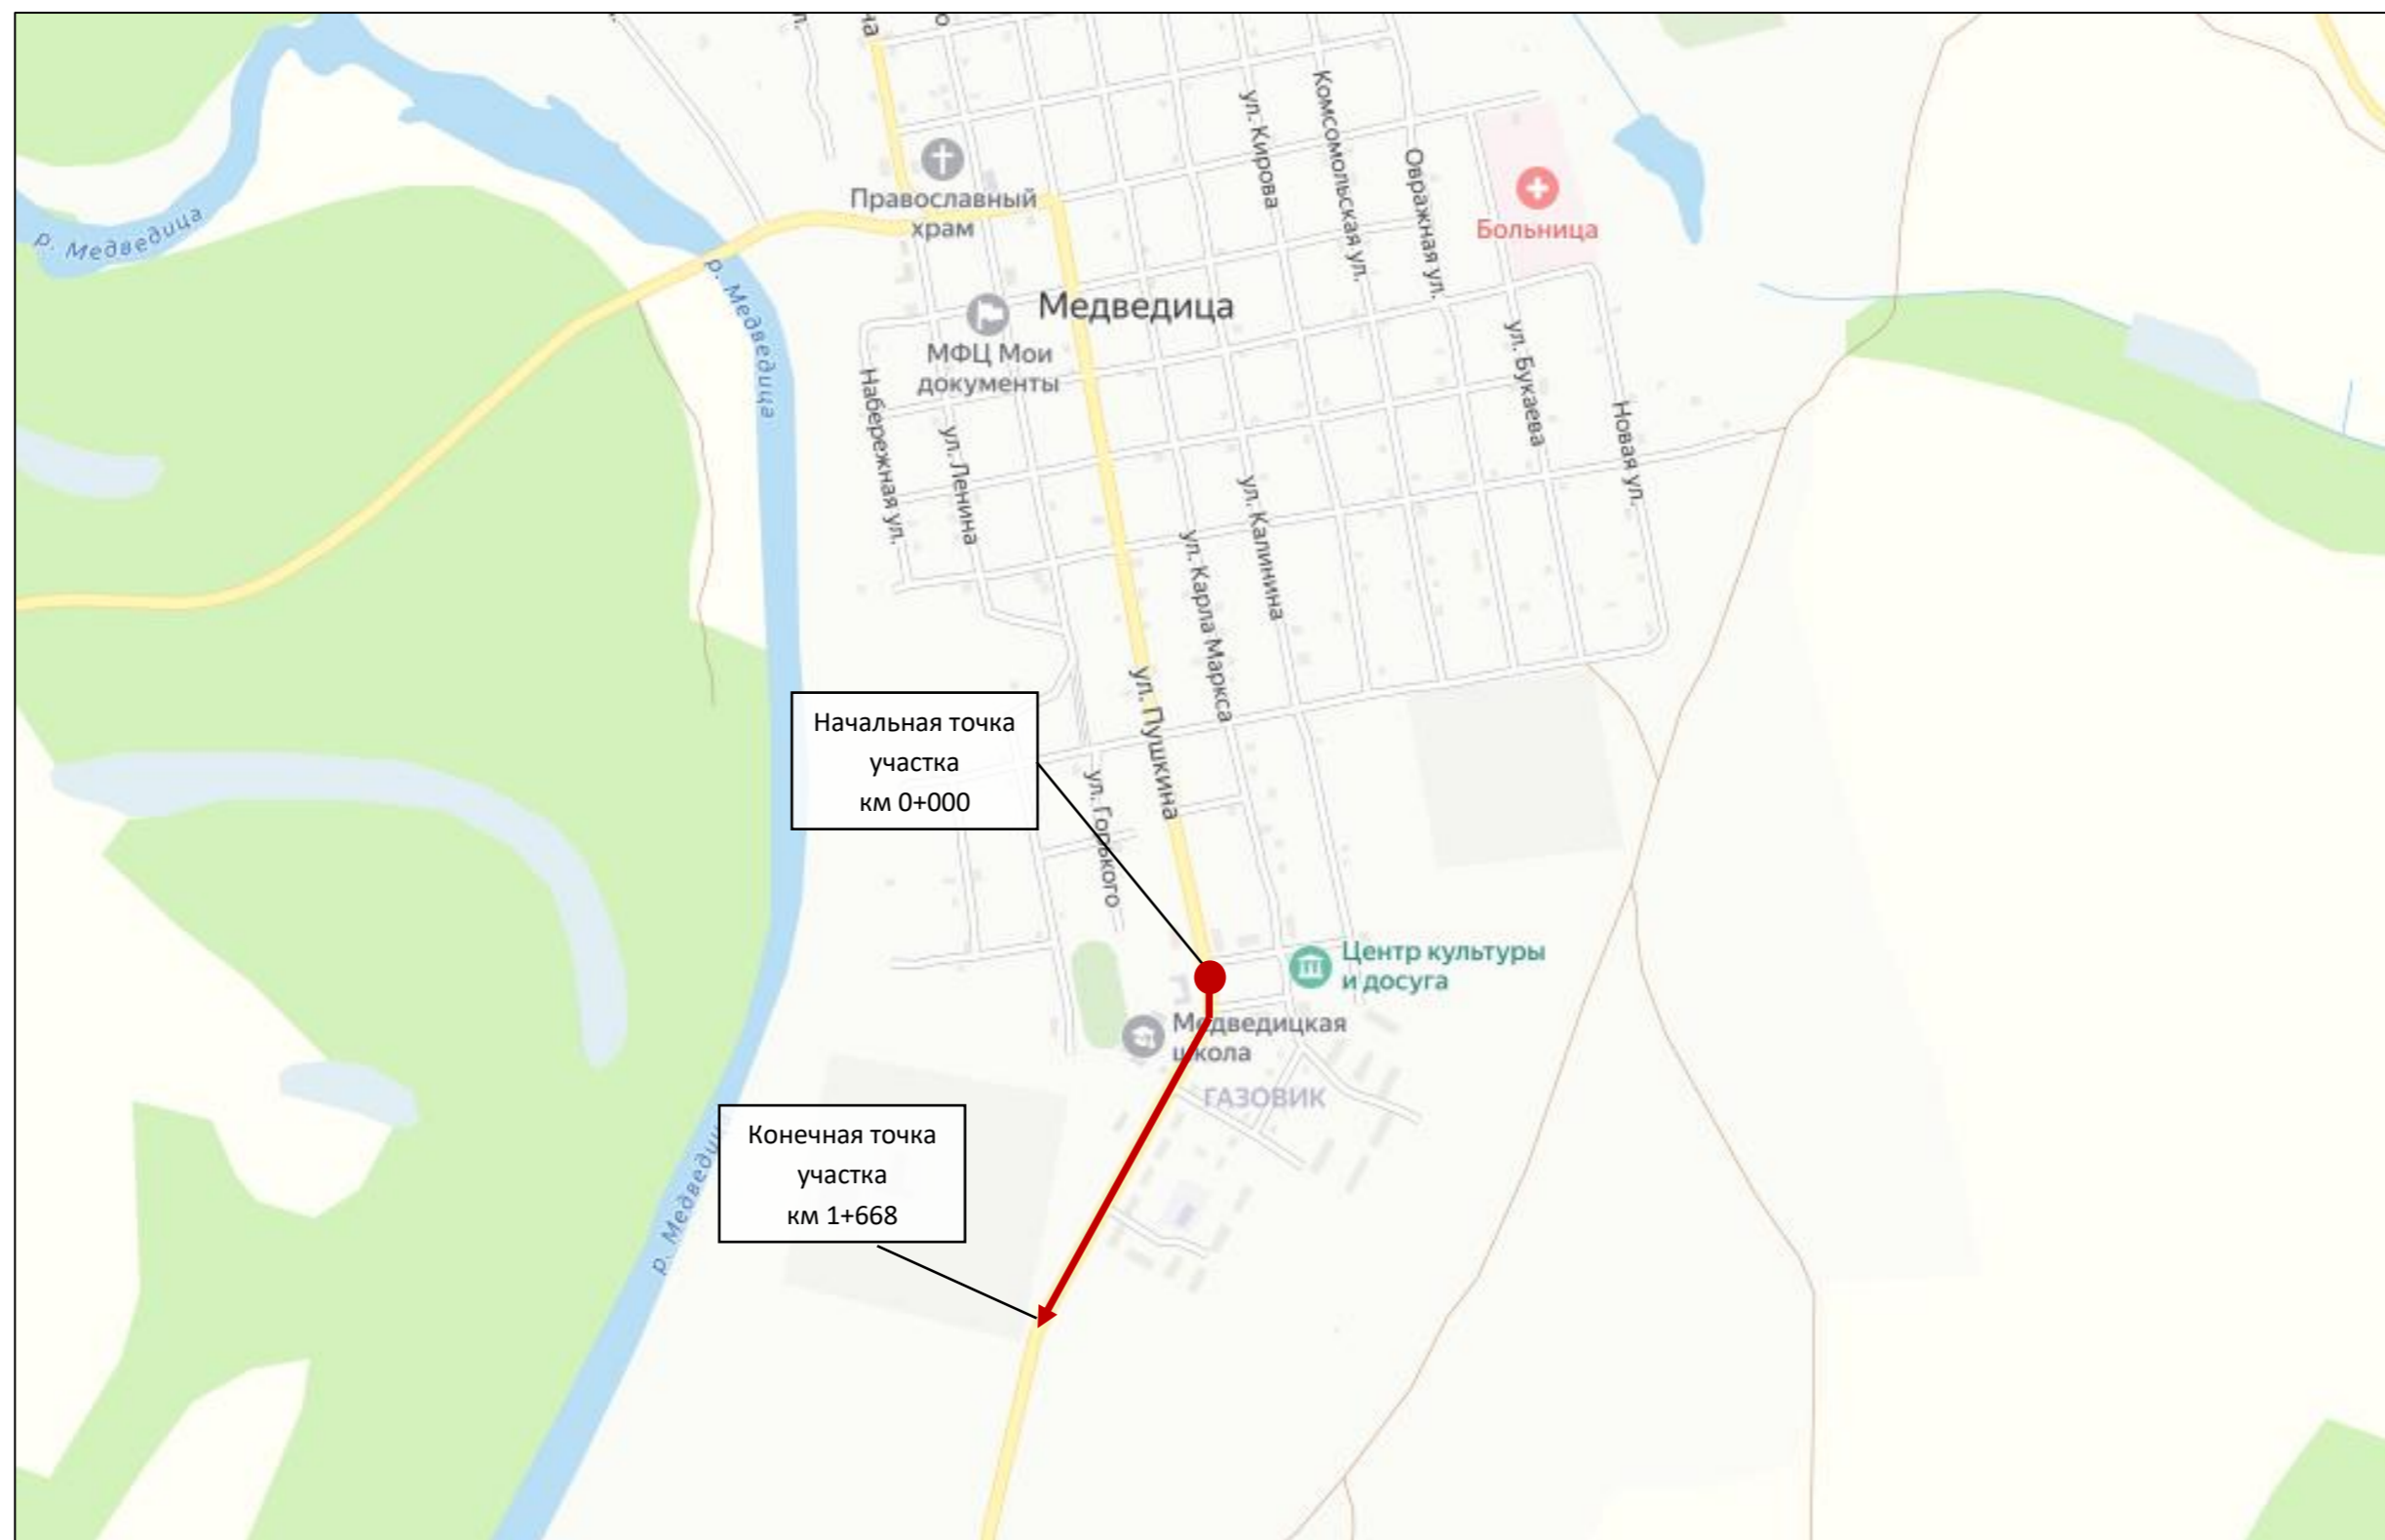 ул. Кирова
Комсомольская ул.
Овражная ул.
Православный
храм
Больница
р. Медведица
р. Медведица
Медведица
МФЦ Мои
документы
Набережная ул.
ул. Ленина
ул. Букаева
Новая ул.
ул. Калинина
ул. Карла Маркса
ул. Пушкина
Начальная точка
участка
км 0+000
ул. Горького
Центр культуры
и досуга
Медведицкая
школа
ГАЗОВИК
Конечная точка
участка
км 1+668
р. Медведица